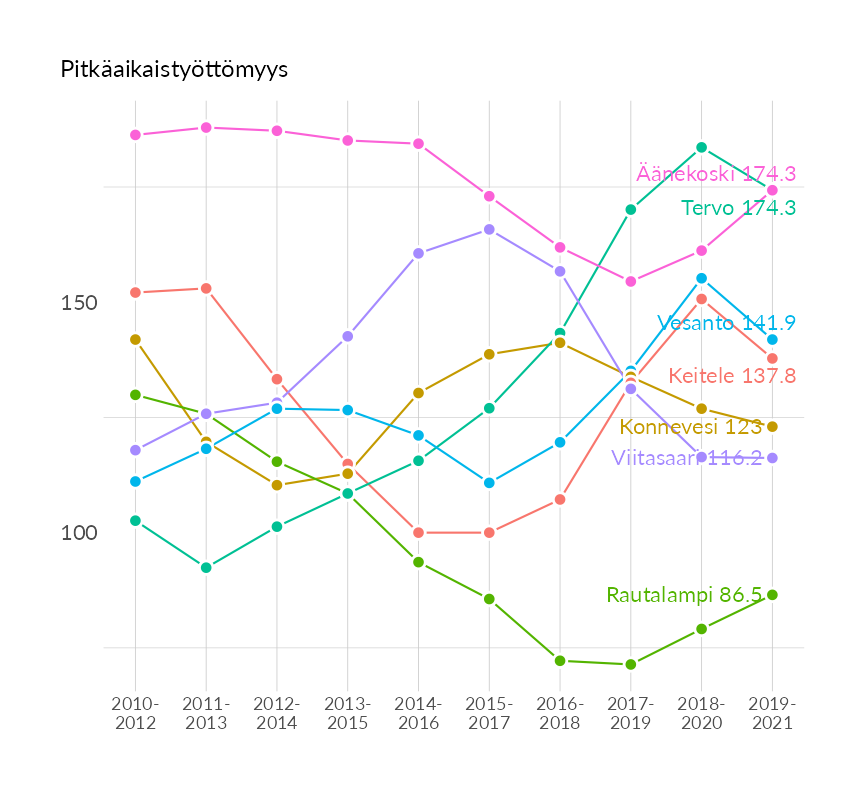 Pitkäaikaistyöttömyys
Äänekoski 174.3
Tervo 174.3
150
Vesanto 141.9
Keitele 137.8
Konnevesi 123
Viitasaari 116.2
100
Rautalampi 86.5
2010- 2011- 2012- 2013- 2014- 2015- 2016- 2017- 2018- 2019-
2012 2013 2014 2015 2016 2017 2018 2019 2020 2021